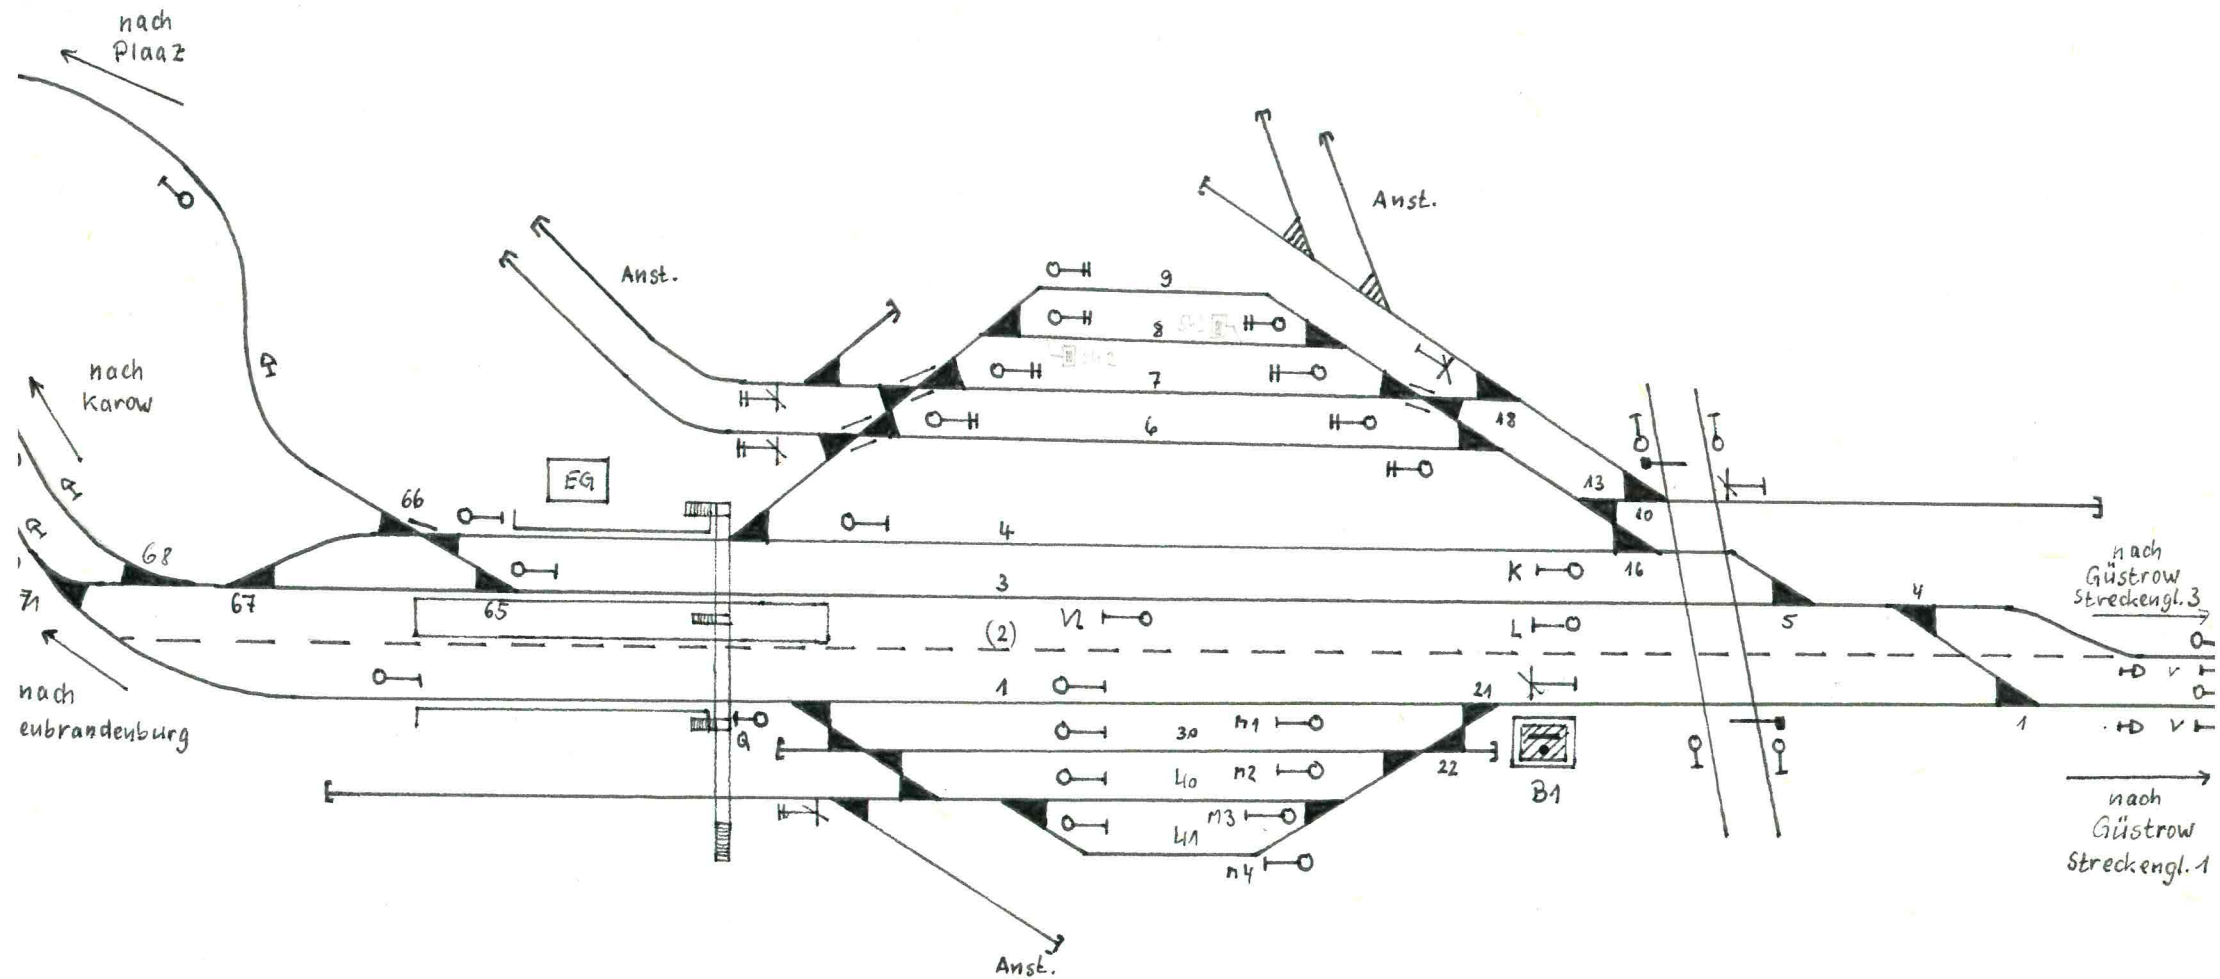 nach
Plaaz
nach
Karow
Anst.
Anst.
EG
9
8
7
6
18
13
10
66
68
67
65
71
4
3
(2)
1
K
16
L
5
4
nach
Güstrow
Streckengl. 3
V
V
1
21
30
M1
40
M2
22
41
M3
M4
Q
B1
nach
eubrandenburg
nach
Güstrow
Streckengl. 1
Anst.